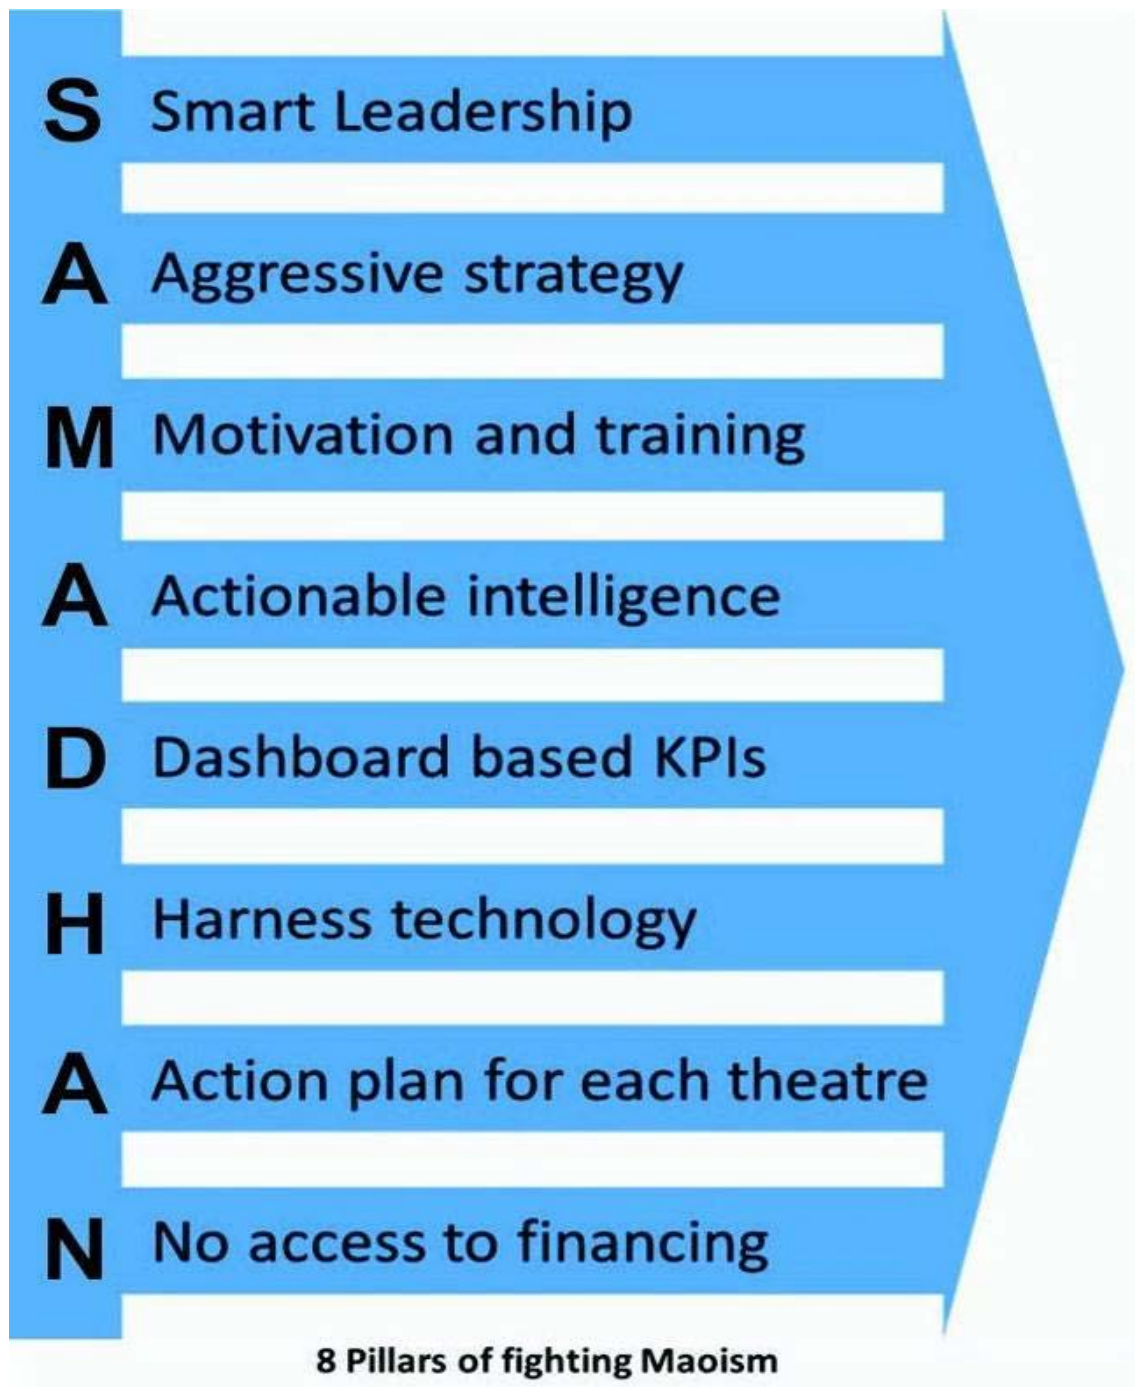 S Smart Leadership
A Aggressive strategy
M Motivation and training
A Actionable intelligence
D Dashboard based KPIs
H Harness technology
A Action plan for each theatre
N No access to financing
8 Pillars of fighting Maoism